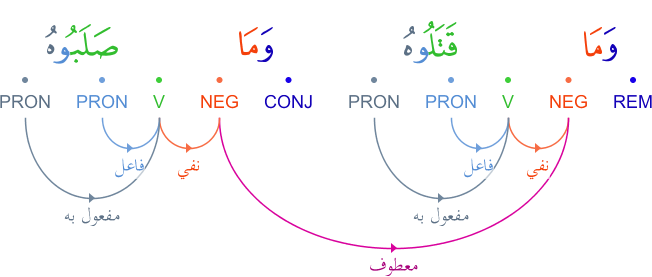 وَمَا قَتَلُوهُ وَمَا صَلَبُوهُ
PRON PRON V NEG CONJ PRON PRON V NEG REM
فاعل نفي فاعل نفي
مفعول به مفعول به
معطوف